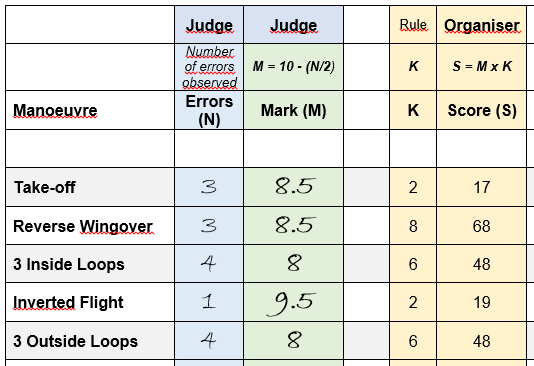 Judge Judge Rule Organiser
Number of errors observed M = 10 - (N/2) K S = M x K
Manoeuvre Errors (N) Mark (M) K Score (S)
Take-off 3 8.5 2 17
Reverse Wingover 3 8.5 8 68
3 Inside Loops 4 8 6 48
Inverted Flight 1 9.5 2 19
3 Outside Loops 4 8 6 48